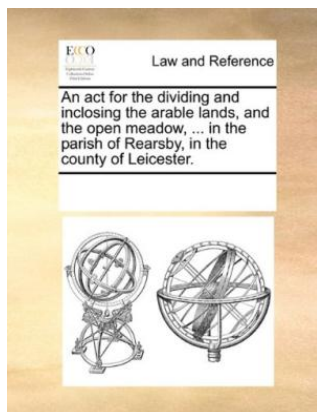 ECCO
Law and Reference
An act for the dividing and
inclosing the arable lands, and
the open meadow, ... in the
parish of Rearsby, in the
county of Leicester.